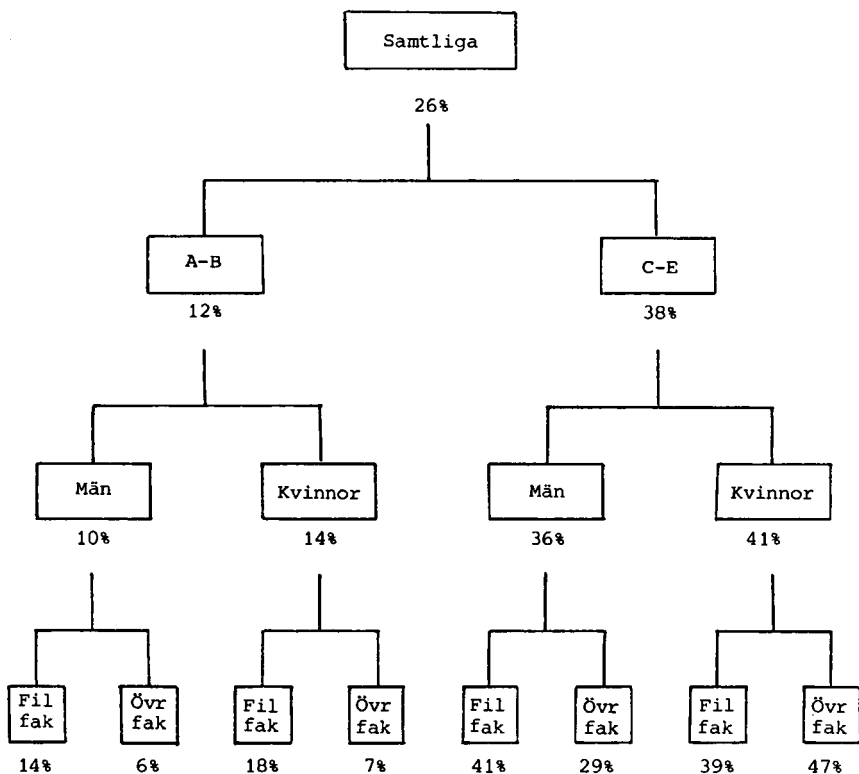 Samtliga
26%
A-B
C-E
12%
38%
Män
Kvinnor
Män
Kvinnor
10%
14%
36%
41%
Fil
fak
Övr
fak
Fil
fak
Övr
fak
Fil
fak
Övr
fak
Fil
fak
Övr
fak
14%
6%
18%
7%
41%
29%
39%
47%